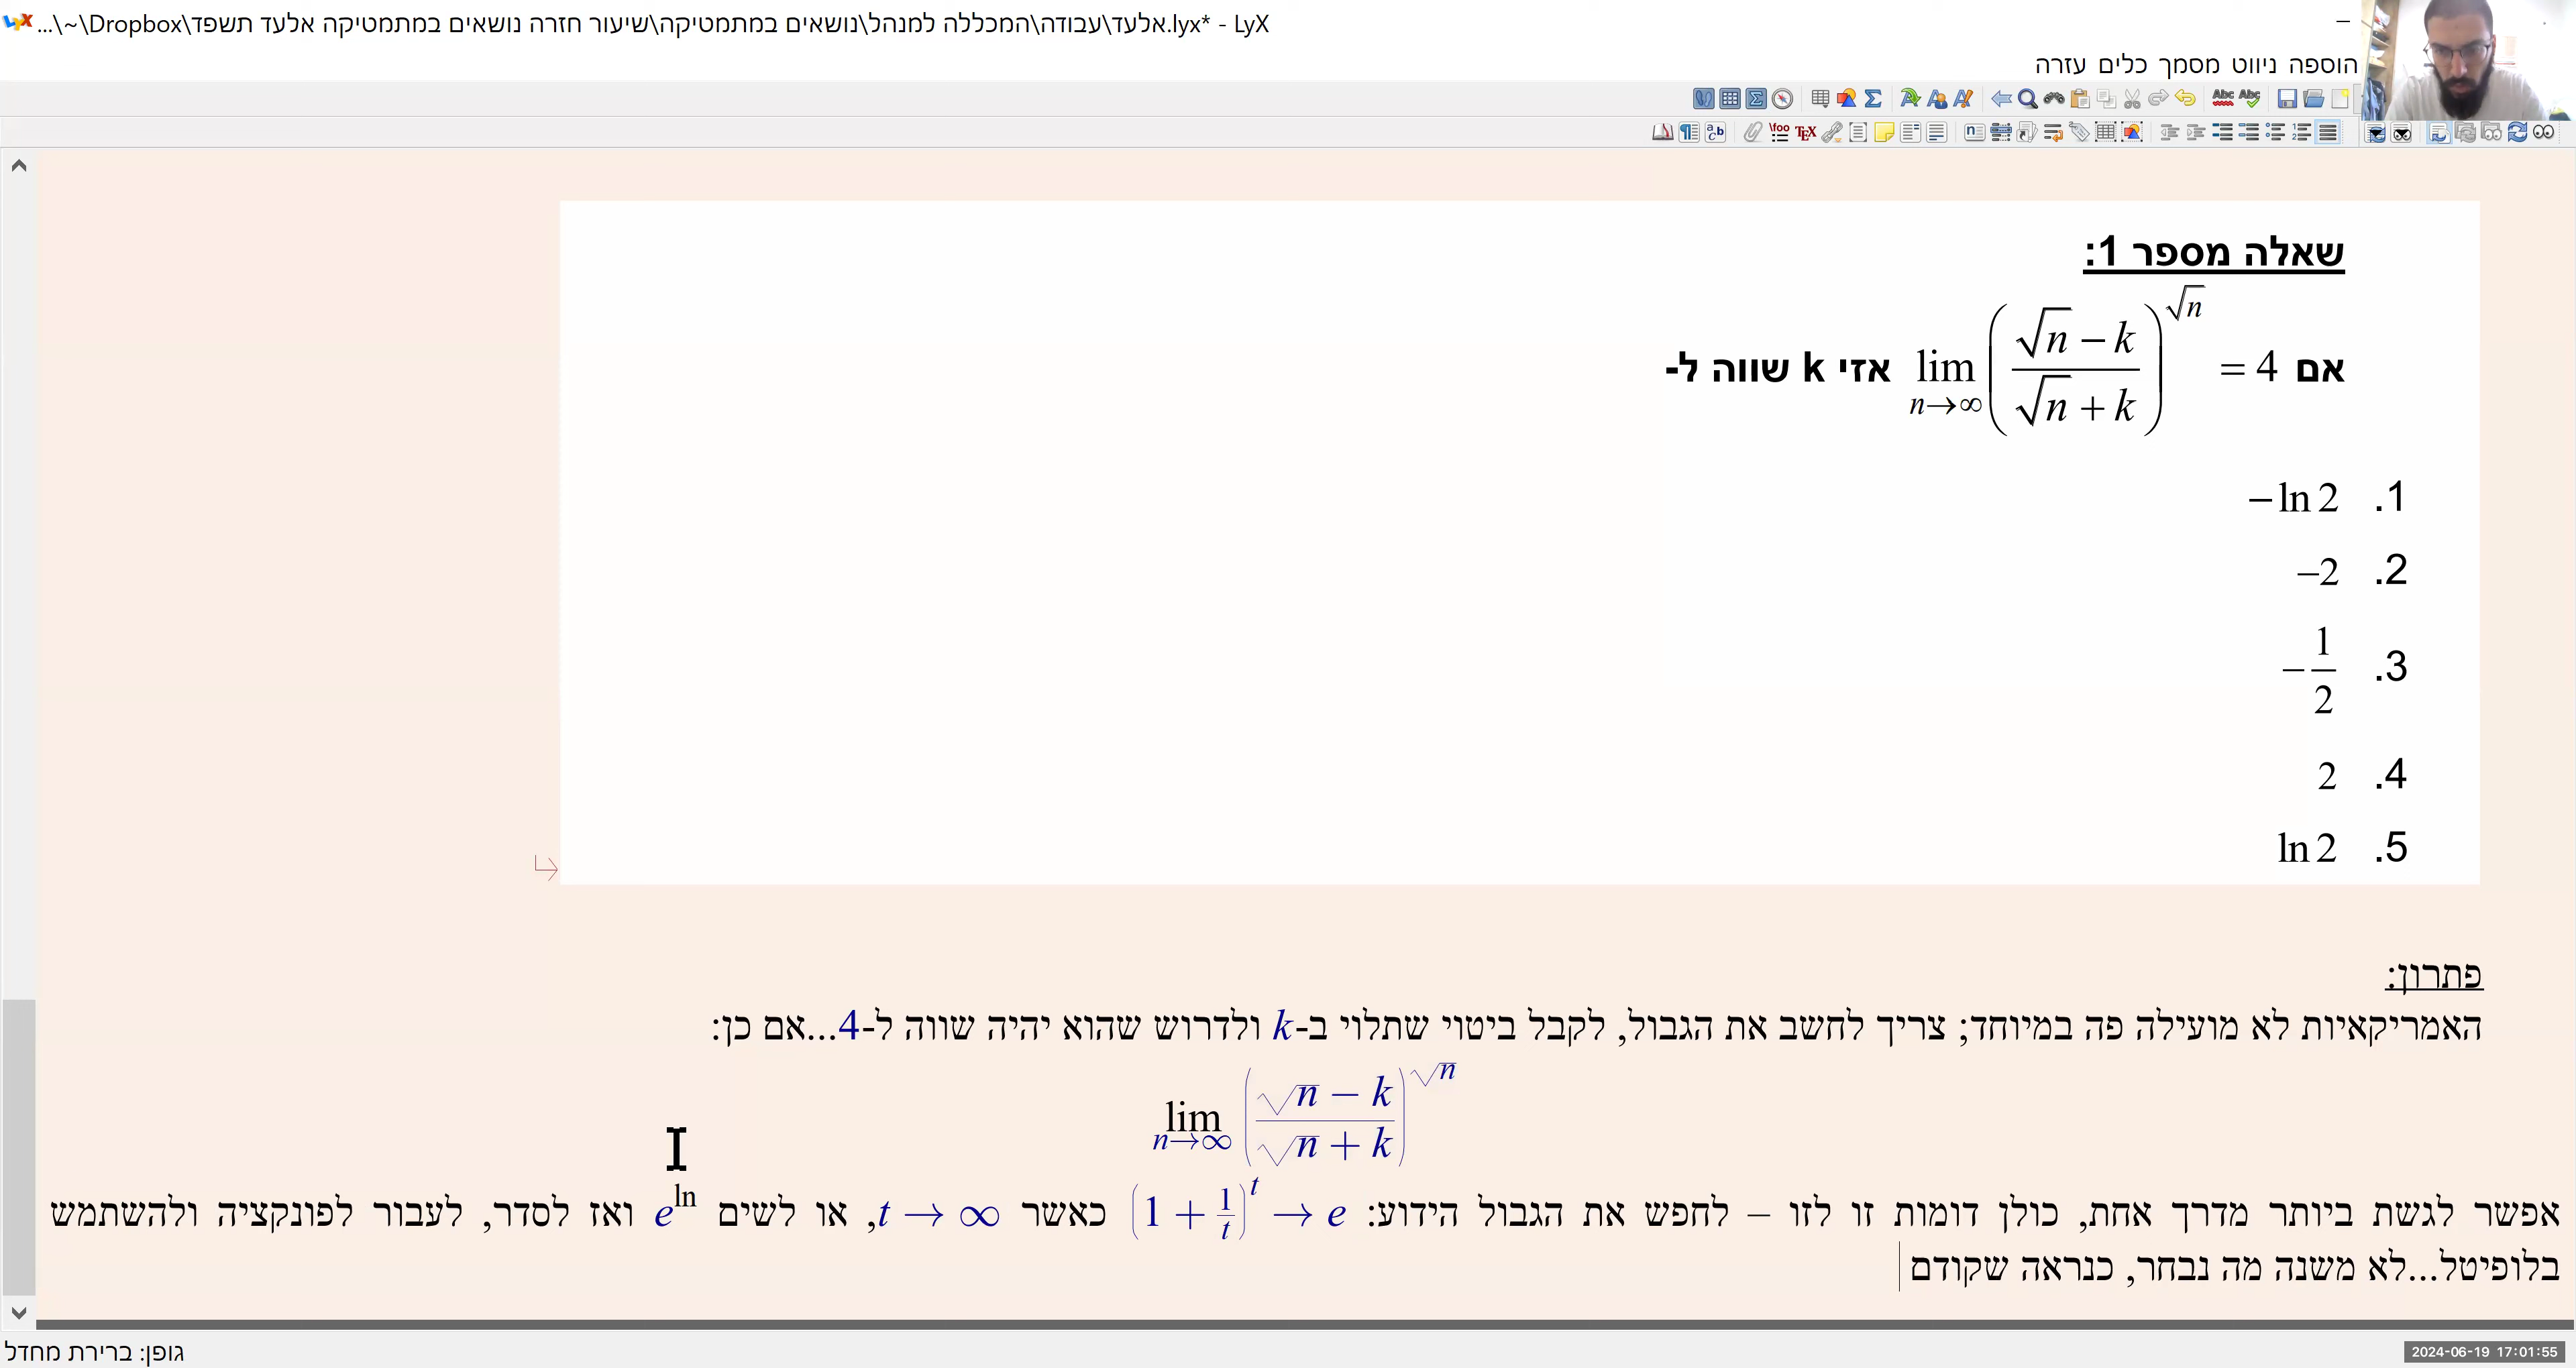 ...\~\Dropbox\אלעד\עבודה\המכללה למנהל\נושאים במתמטיקה\שיעור חזרה נושאים במתמטיקה אלעד תשפד.lyx* - LyX
הוספה ניווט מסמך כלים עזרה
שאלה מספר 1:
אם $\lim_{n \to \infty} \left( \frac{\sqrt{n} - k}{\sqrt{n} + k} \right)^{\sqrt{n}} = 4$ אזי k שווה ל-
1. $-\ln 2$
2. $-2$
3. $-\frac{1}{2}$
4. $2$
5. $\ln 2$
פתרון:
האמריקאיות לא מועילה פה במיוחד; צריך לחשב את הגבול, לקבל ביטוי שתלוי ב-$k$ ולדרוש שהוא יהיה שווה ל-4...אם כן:
$\lim_{n \to \infty} \left( \frac{\sqrt{n} - k}{\sqrt{n} + k} \right)^{\sqrt{n}}$
אפשר לגשת ביותר מדרך אחת, כולן דומות זו לזו – לחפש את הגבול הידוע: $\left(1 + \frac{1}{t}\right)^t \to e$ כאשר $t \to \infty$, או לשים $e^{\ln}$ ואז לסדר, לעבור לפונקציה ולהשתמש
בלופיטל...לא משנה מה נבחר, כנראה שקודם
גופן: ברירת מחדל
2024-06-19 17:01:55